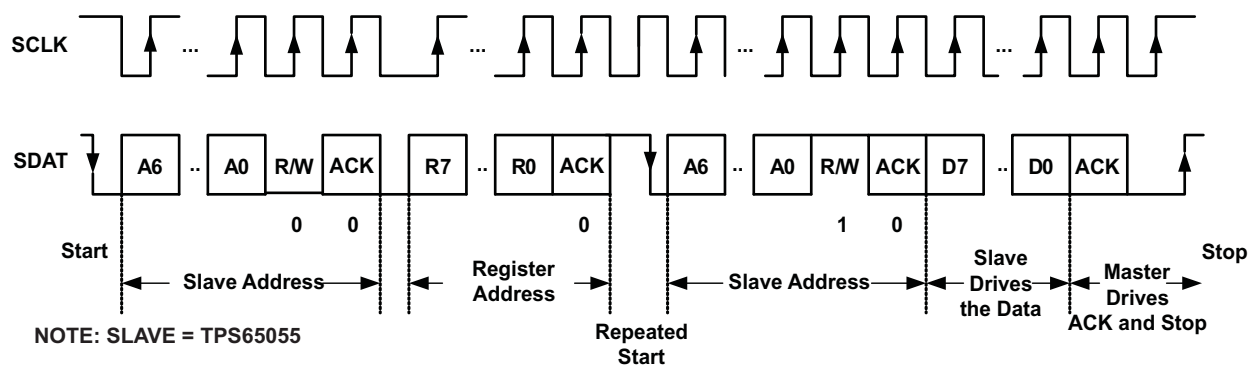 SCLK ... ... ... ...
SDAT A6 .. A0 R/W ACK R7 .. R0 ACK A6 .. A0 R/W ACK D7 .. D0 ACK
0 0 0 1 0
Start
Slave Address
Register
Address
Repeated
Start
Slave Address
Slave
Drives
the Data
Master
Drives
ACK and Stop
Stop
NOTE: SLAVE = TPS65055